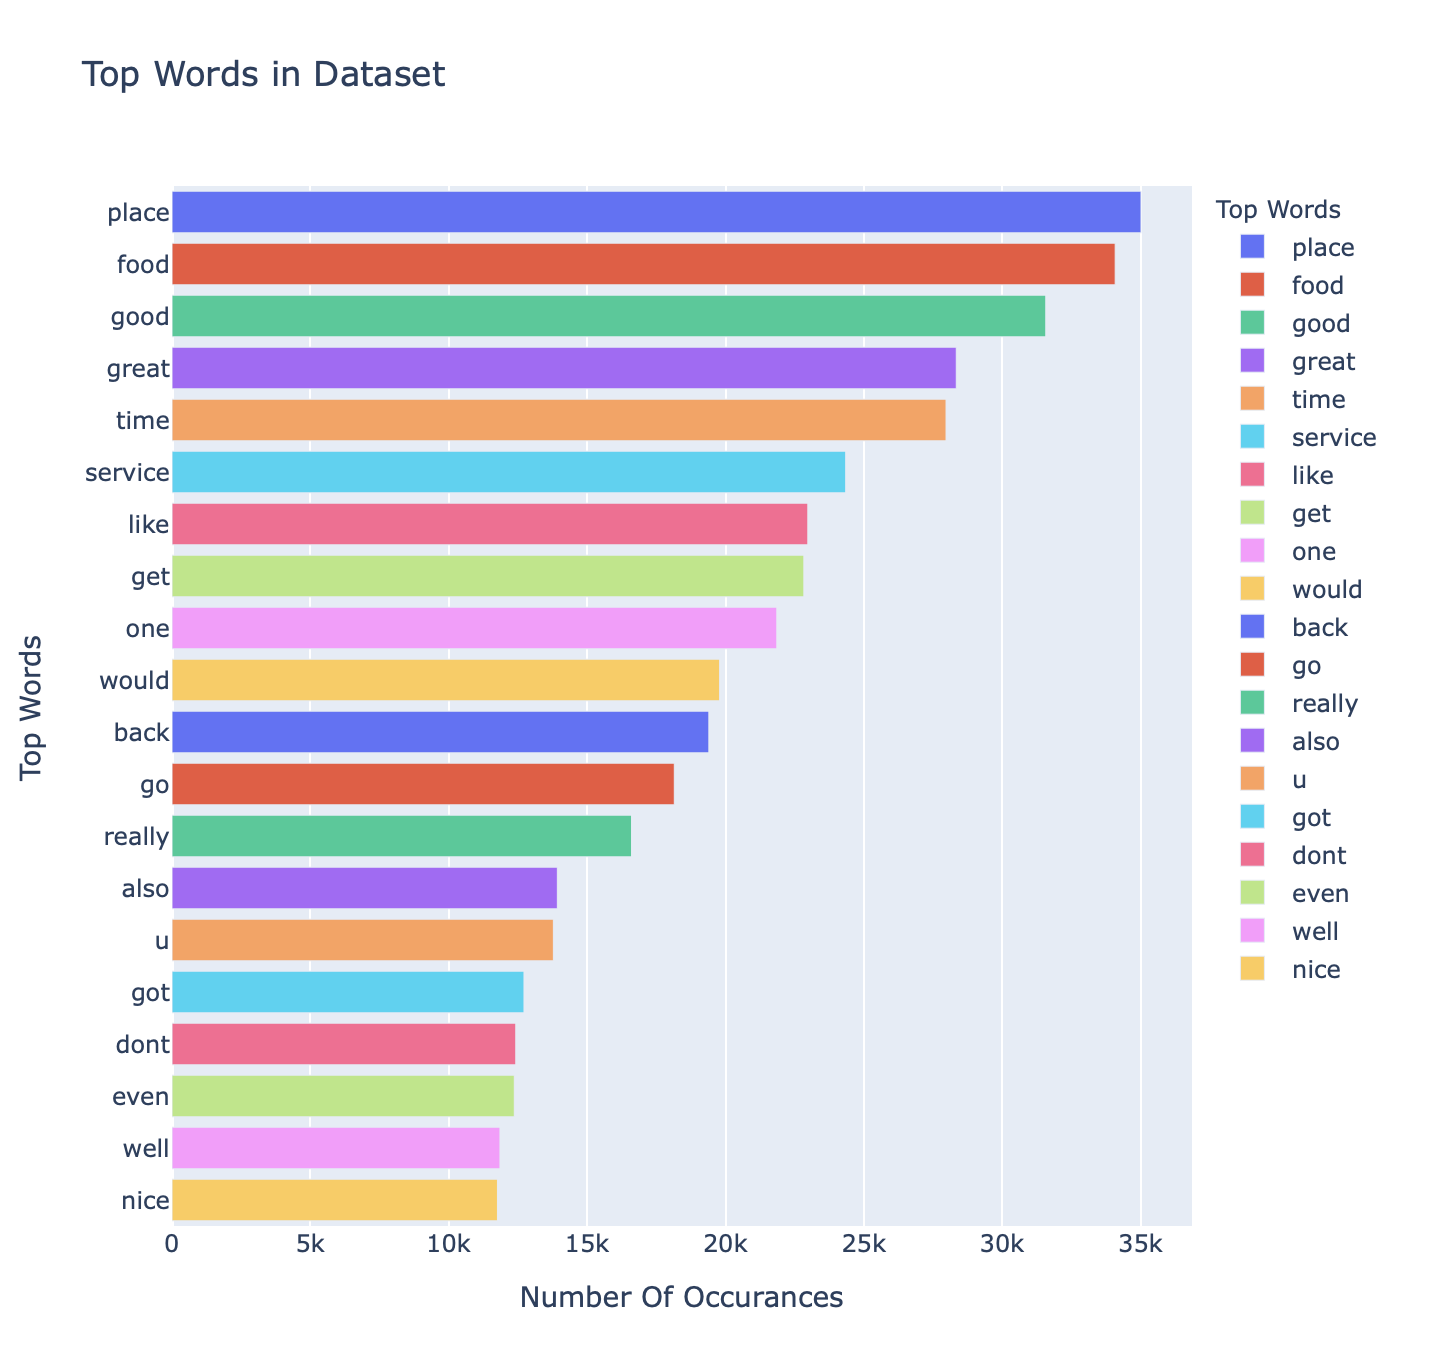 Top Words in Dataset
Top Words
place
food
good
great
time
service
like
get
one
would
back
go
really
also
u
got
dont
even
well
nice
0 5k 10k 15k 20k 25k 30k 35k
Number Of Occurances
Top Words
place
food
good
great
time
service
like
get
one
would
back
go
really
also
u
got
dont
even
well
nice